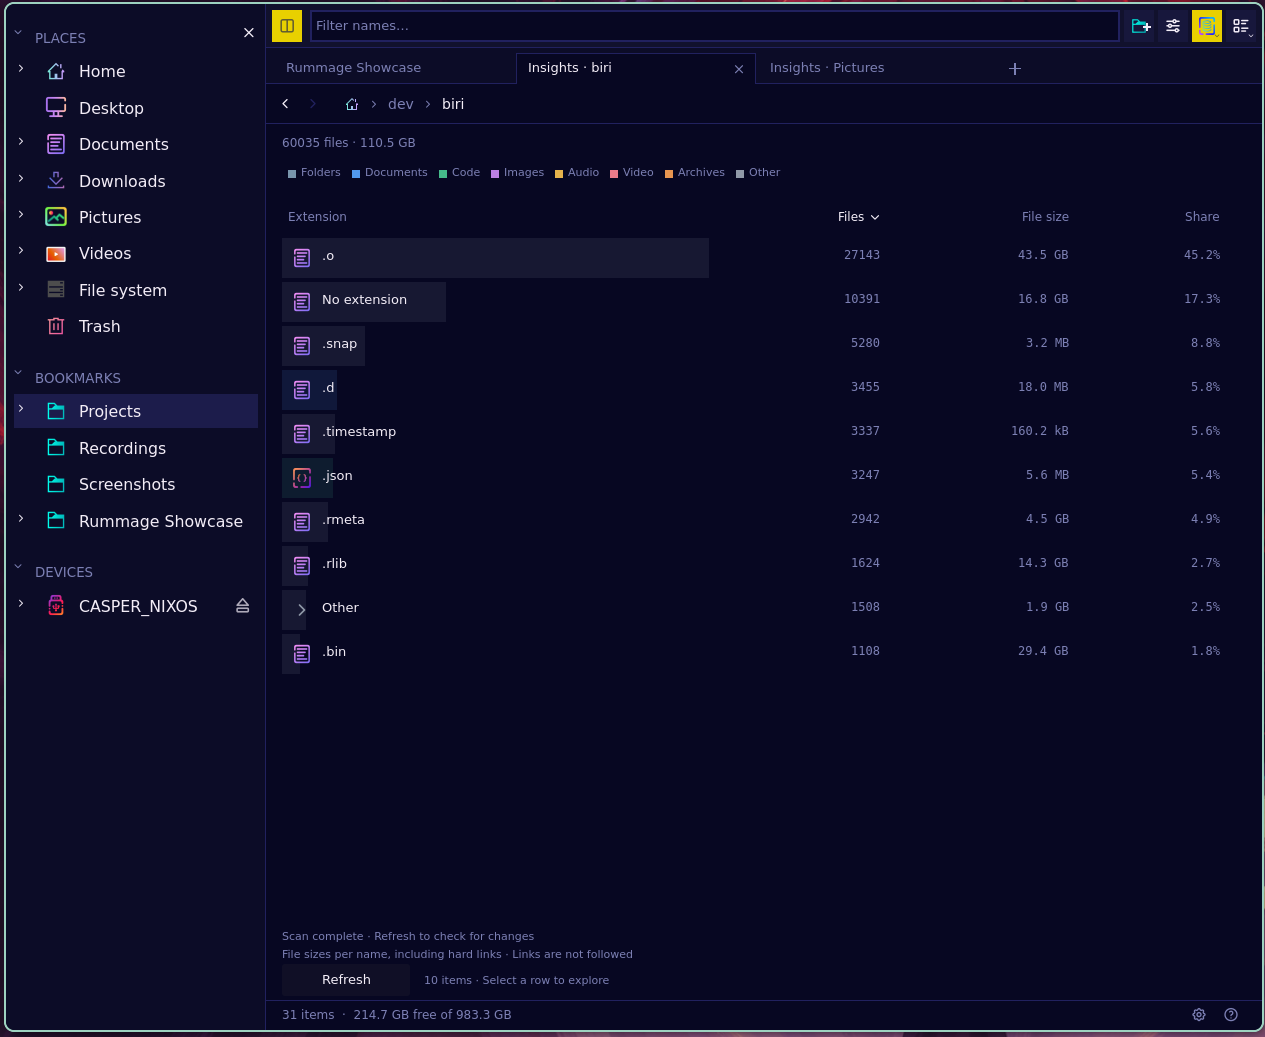 PLACES
Home
Desktop
Documents
Downloads
Pictures
Videos
File system
Trash
BOOKMARKS
Projects
Recordings
Screenshots
Rummage Showcase
DEVICES
CASPER_NIXOS
Filter names...
Rummage Showcase Insights · biri Insights · Pictures
dev biri
60035 files · 110.5 GB
Folders Documents Code Images Audio Video Archives Other
Extension Files File size Share
.o 27143 43.5 GB 45.2%
No extension 10391 16.8 GB 17.3%
.snap 5280 3.2 MB 8.8%
.d 3455 18.0 MB 5.8%
.timestamp 3337 160.2 kB 5.6%
.json 3247 5.6 MB 5.4%
.rmeta 2942 4.5 GB 4.9%
.rlib 1624 14.3 GB 2.7%
Other 1508 1.9 GB 2.5%
.bin 1108 29.4 GB 1.8%
Scan complete · Refresh to check for changes
File sizes per name, including hard links · Links are not followed
Refresh 10 items · Select a row to explore
31 items · 214.7 GB free of 983.3 GB